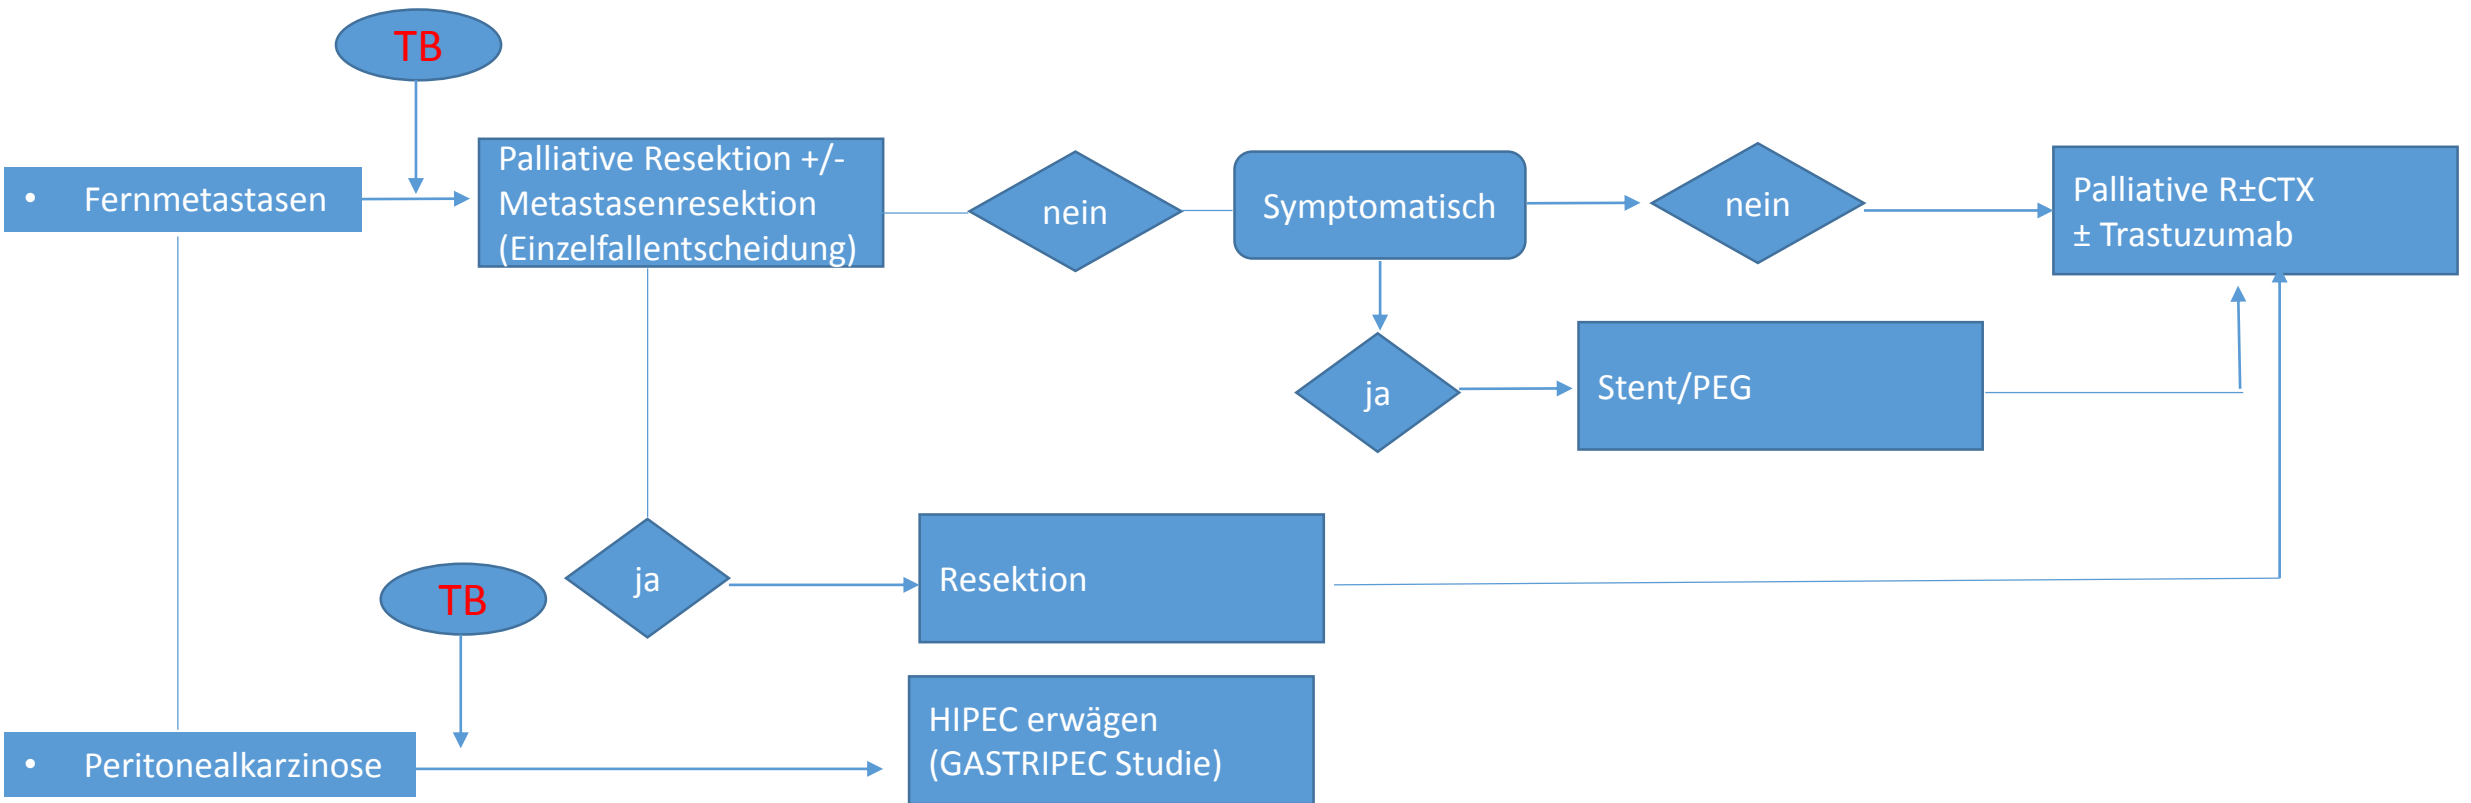 TB
• Fernmetastasen
Palliative Resektion +/-
Metastasenresektion
(Einzelfallentscheidung)
nein
Symptomatisch
nein
Palliative R±CTX
± Trastuzumab
ja
Stent/PEG
ja
Resektion
TB
• Peritonealkarzinose
HIPEC erwägen
(GASTRIPEC Studie)